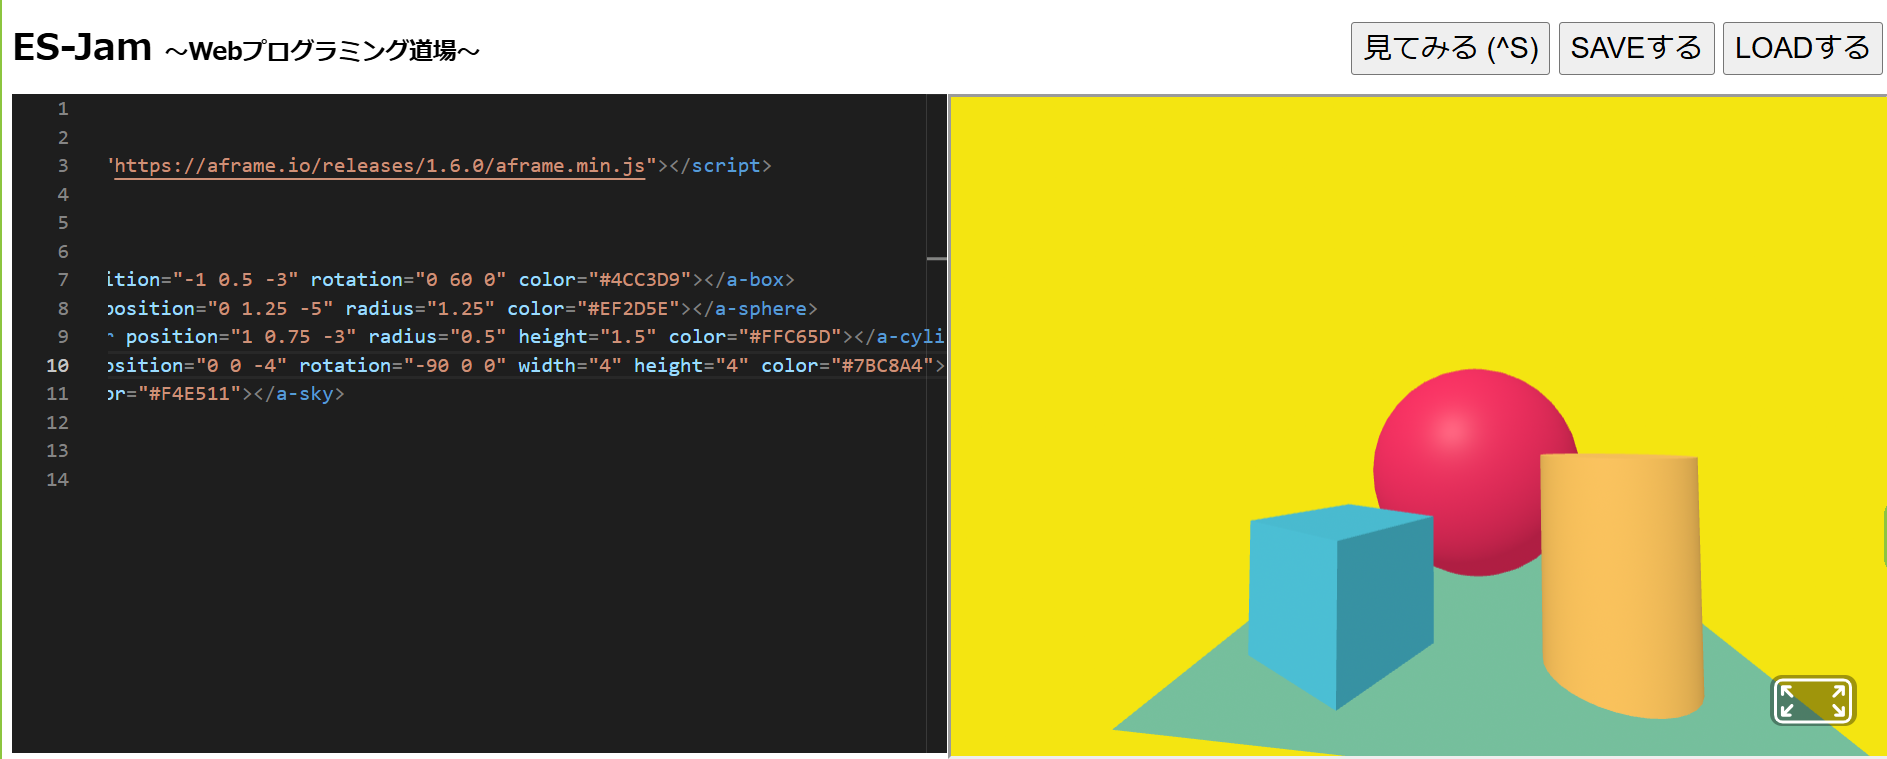 ES-Jam ～Webプログラミング道場～
見てみる (^S) SAVEする LOADする
1
2
3 "https://aframe.io/releases/1.6.0/aframe.min.js"></script>
4
5
6
7 ition="-1 0.5 -3" rotation="0 60 0" color="#4CC3D9"></a-box>
8 position="0 1.25 -5" radius="1.25" color="#EF2D5E"></a-sphere>
9 r position="1 0.75 -3" radius="0.5" height="1.5" color="#FFC65D"></a-cyli
10 osition="0 0 -4" rotation="-90 0 0" width="4" height="4" color="#7BC8A4">
11 or="#F4E511"></a-sky>
12
13
14